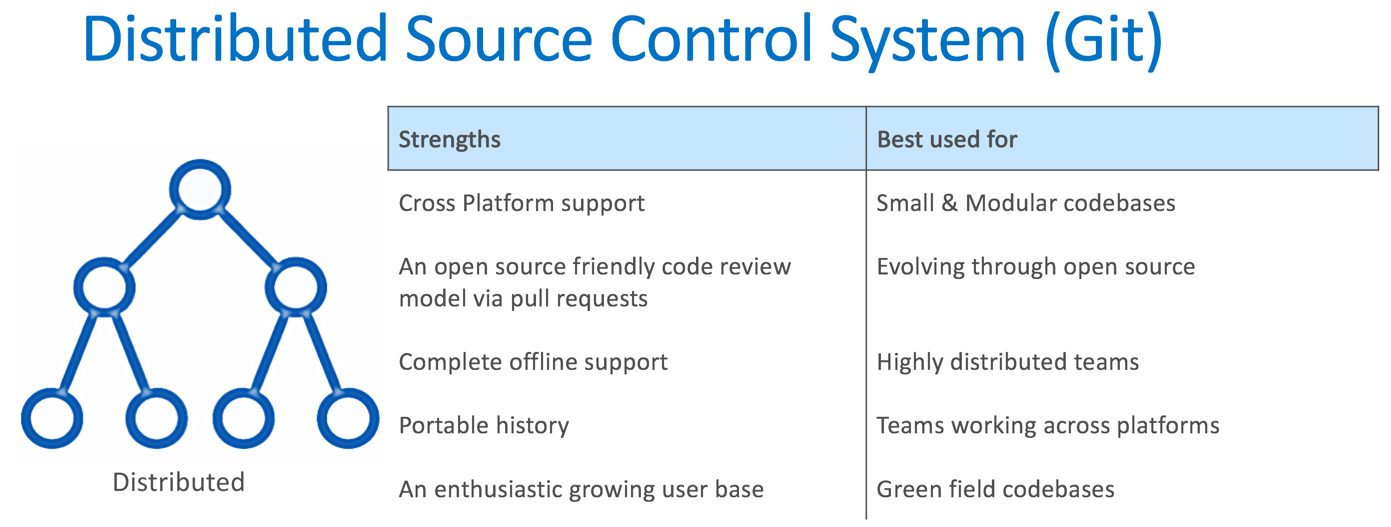 Distributed Source Control System (Git)
Strengths
Best used for
Cross Platform support
Small & Modular codebases
An open source friendly code review
model via pull requests
Evolving through open source
Complete offline support
Highly distributed teams
Portable history
Teams working across platforms
An enthusiastic growing user base
Green field codebases
Distributed